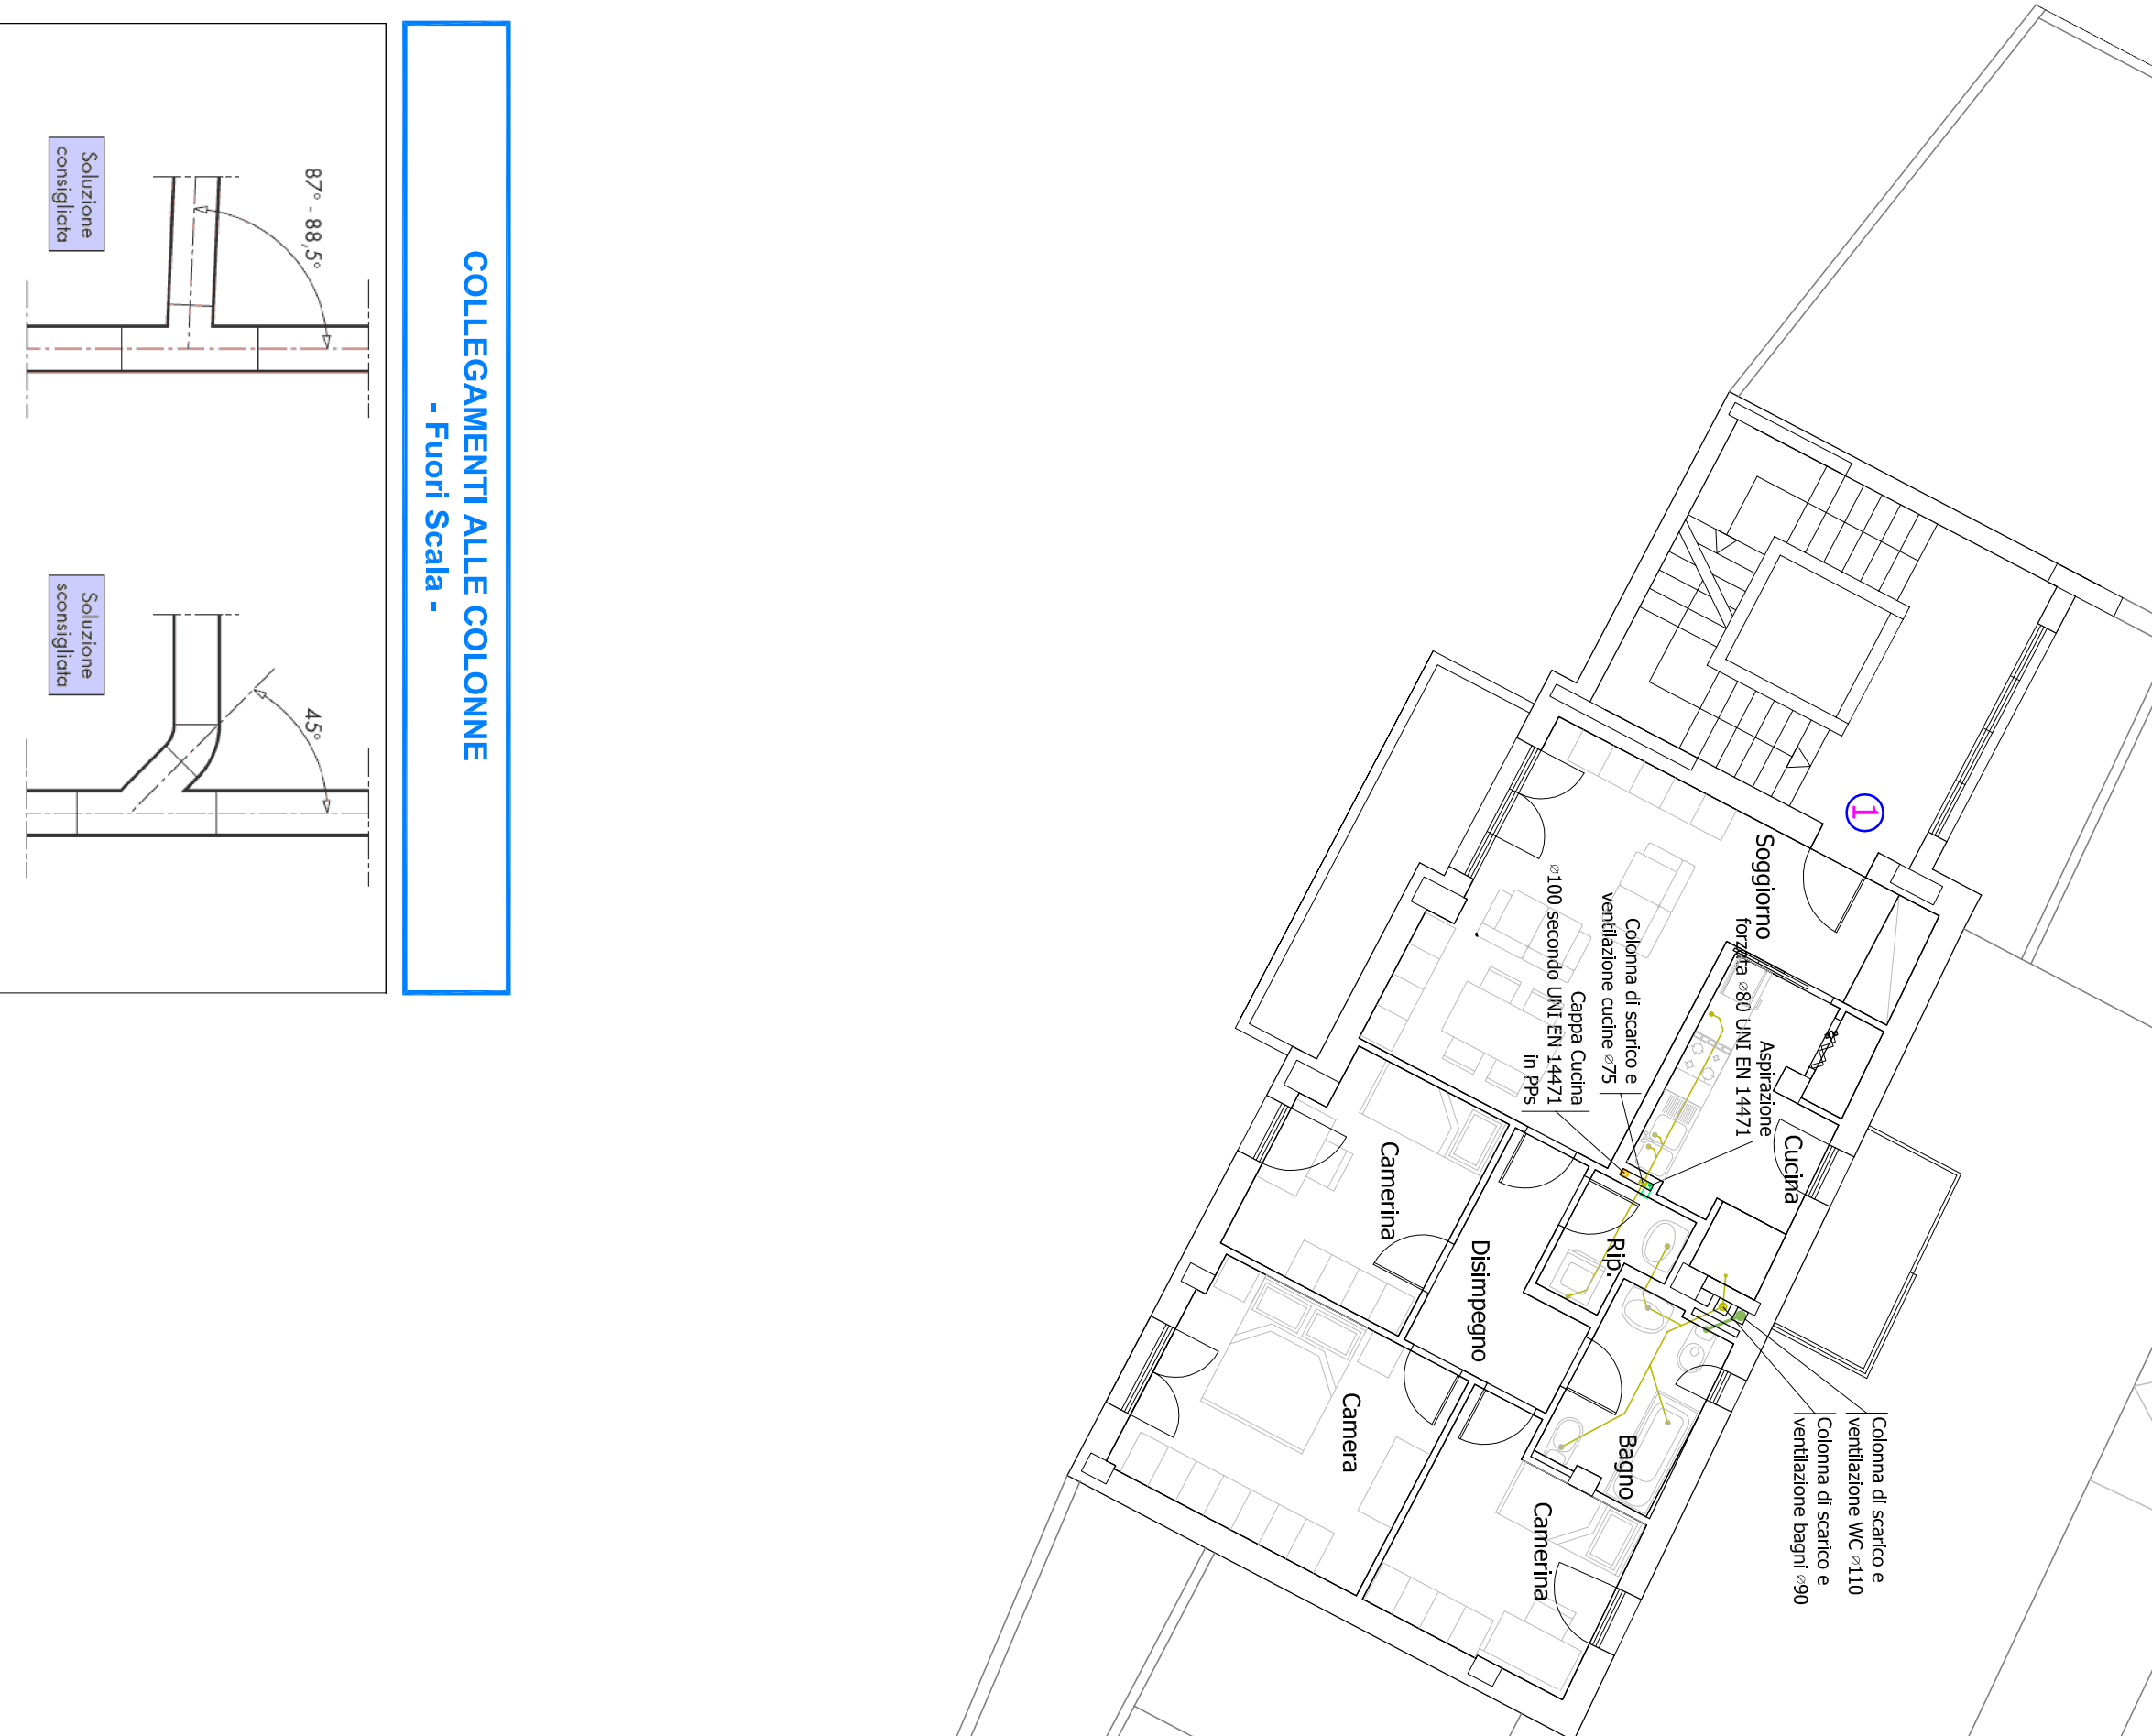 COLLEGAMENTI ALLE COLONNE
- Fuori Scala -
87° - 88,5°
Soluzione
consigliata
45°
Soluzione
sconsigliata
1
Soggiorno
Aspirazione
forzata ⌀80 UNI EN 14471
Colonna di scarico e
ventilazione cucine ⌀75
Cappa Cucina
⌀100 secondo UNI EN 14471
in PPs
Cucina
Camerina
Rip.
Disimpegno
Camera
Bagno
Camerina
Colonna di scarico e
ventilazione WC ⌀110
Colonna di scarico e
ventilazione bagni ⌀90